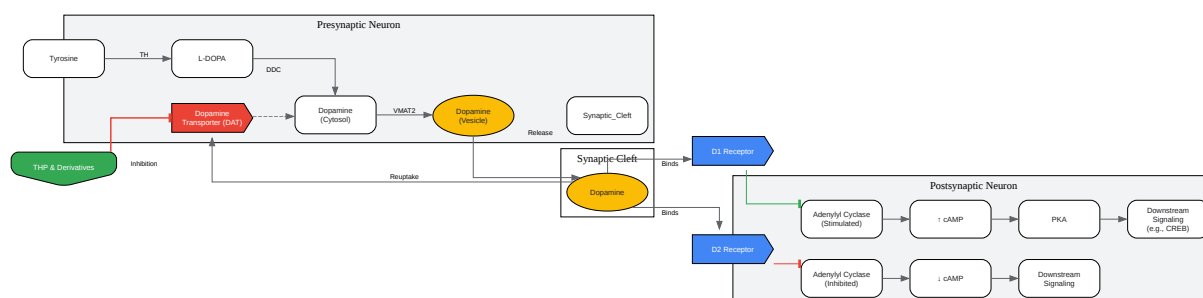 Presynaptic Neuron
Tyrosine
TH
L-DOPA
DDC
Dopamine
Transporter (DAT)
Dopamine
(Cytosol)
VMAT2
Dopamine
(Vesicle)
Synaptic_Cleft
Release
THP & Derivatives
Inhibition
Synaptic Cleft
Reuptake
Dopamine
Binds
Binds
D1 Receptor
D2 Receptor
Postsynaptic Neuron
Adenylyl Cyclase
(Stimulated)
↑ cAMP
PKA
Downstream
Signaling
(e.g., CREB)
Adenylyl Cyclase
(Inhibited)
↓ cAMP
Downstream
Signaling